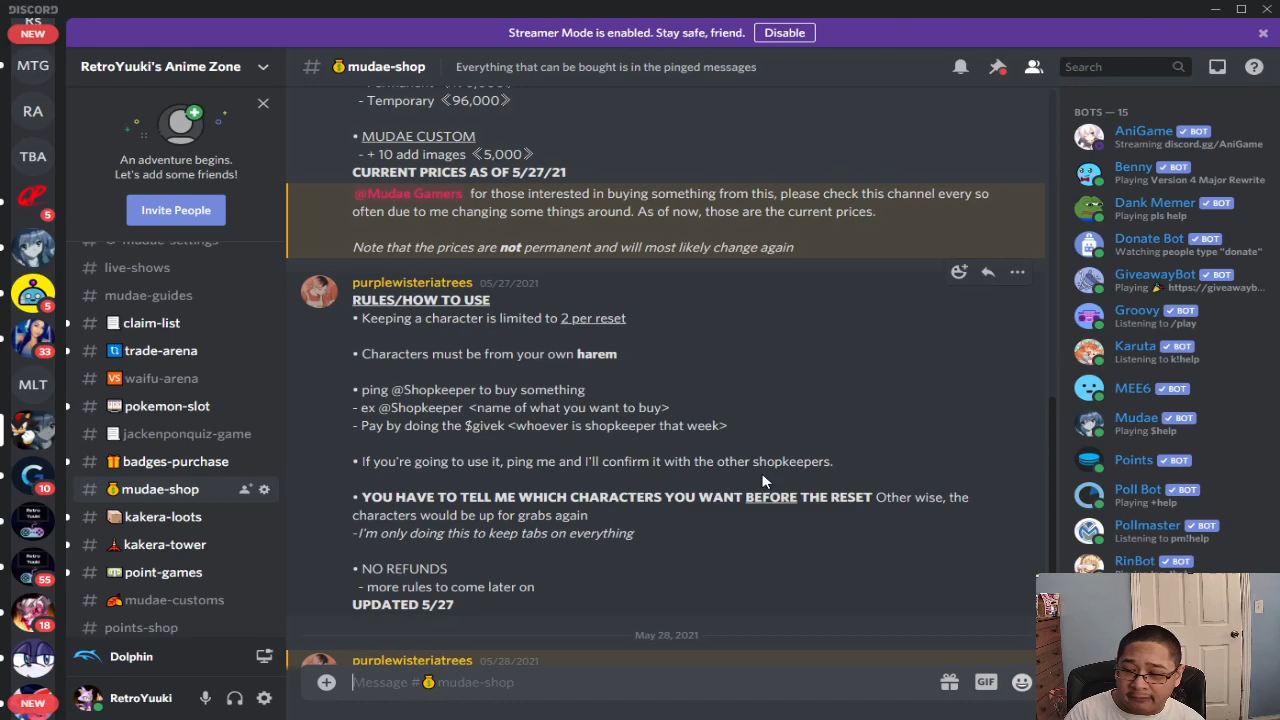 DISCORD
Streamer Mode is enabled. Stay safe, friend. Disable
RS
NEW
MTG
RA
TBA
5
5
33
MLT
10
55
18
NEW
RetroYuuki's Anime Zone
An adventure begins.
Let's add some friends!
Invite People
mudae-settings
live-shows
mudae-guides
claim-list
trade-arena
VS waifu-arena
pokemon-slot
jackenponquiz-game
badges-purchase
mudae-shop
kakera-loots
kakera-tower
point-games
mudae-customs
points-shop
Dolphin
RetroYuuki
# mudae-shop Everything that can be bought is in the pinged messages
Search
- Temporary 《96,000》
• MUDAE CUSTOM
- + 10 add images 《5,000》
CURRENT PRICES AS OF 5/27/21
@Mudae Gamers for those interested in buying something from this, please check this channel every so
often due to me changing some things around. As of now, those are the current prices.
Note that the prices are not permanent and will most likely change again
purplewisteriatrees 05/27/2021
RULES/HOW TO USE
• Keeping a character is limited to 2 per reset
• Characters must be from your own harem
• ping @Shopkeeper to buy something
- ex @Shopkeeper <name of what you want to buy>
- Pay by doing the $givek <whoever is shopkeeper that week>
• If you're going to use it, ping me and I'll confirm it with the other shopkeepers.
• YOU HAVE TO TELL ME WHICH CHARACTERS YOU WANT BEFORE THE RESET Other wise, the
characters would be up for grabs again
-I'm only doing this to keep tabs on everything
• NO REFUNDS
- more rules to come later on
UPDATED 5/27
May 28, 2021
purplewisteriatrees 05/28/2021
Message # mudae-shop
GIF
BOTS — 15
AniGame ✓ BOT
Streaming discord.gg/AniGame
Benny ✓ BOT
Playing Version 4 Major Rewrite
Dank Memer ✓ BOT
Playing pls help
Donate Bot ✓ BOT
Watching people type "donate"
GiveawayBot ✓ BOT
Playing 🎉 https://giveawayb...
Groovy ✓ BOT
Listening to /play
Karuta ✓ BOT
Listening to k!help
MEE6 ✓ BOT
Mudae ✓ BOT
Playing $help
Points ✓ BOT
Poll Bot ✓ BOT
Playing +help
Pollmaster ✓ BOT
Listening to pm!help
RinBot ✓ BOT